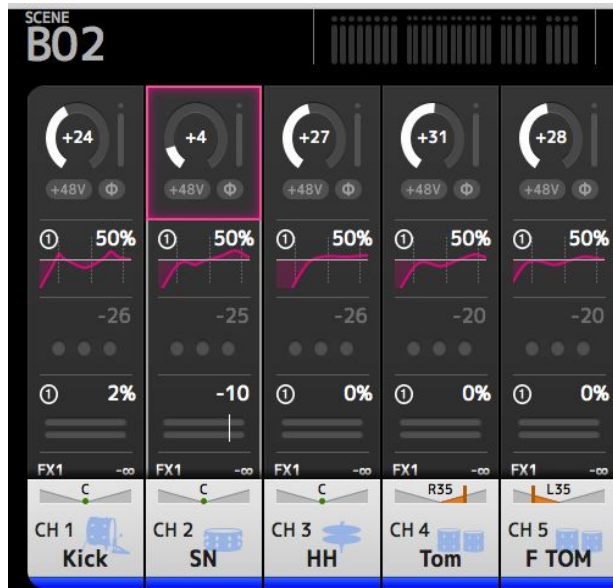 SCENE
B02
+24 +4 +27 +31 +28
+48V Φ +48V Φ +48V Φ +48V Φ +48V Φ
① 50% ① 50% ① 50% ① 50% ① 50%
-26 -25 -26 -20 -20
① 2% -10 ① 0% ① 0% ① 0%
FX1 -∞ FX1 -∞ FX1 -∞ FX1 -∞ FX1 -∞
C C C R35 L35
CH 1 CH 2 CH 3 CH 4 CH 5
Kick SN HH Tom F TOM